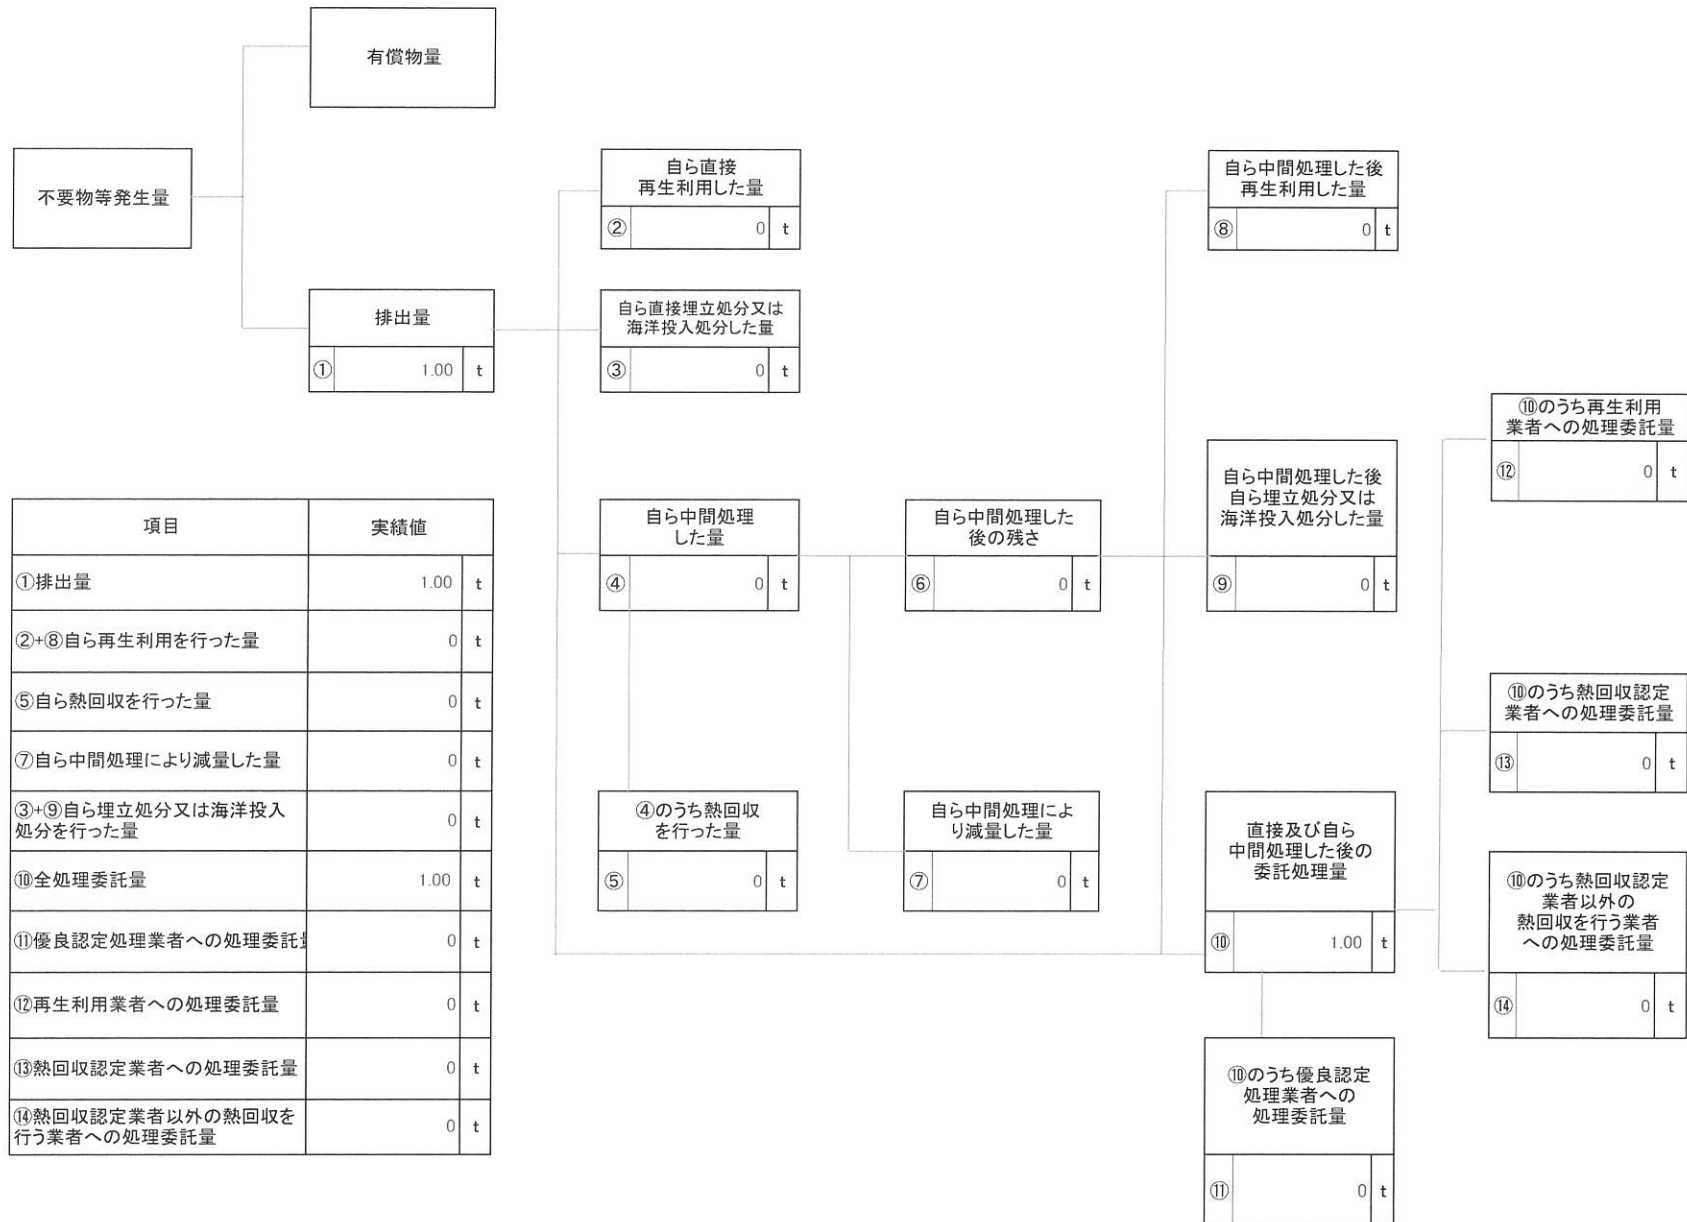 有償物量
不要物等発生量
排出量
① 1.00 t
自ら直接
再生利用した量
② 0 t
自ら直接埋立処分又は
海洋投入処分した量
③ 0 t
自ら中間処理
した量
④ 0 t
④のうち熱回収
を行った量
⑤ 0 t
自ら中間処理した
後の残さ
⑥ 0 t
自ら中間処理によ
り減量した量
⑦ 0 t
自ら中間処理した後
再生利用した量
⑧ 0 t
自ら中間処理した後
自ら埋立処分又は
海洋投入処分した量
⑨ 0 t
直接及び自ら
中間処理した後の
委託処理量
⑩ 1.00 t
⑩のうち優良認定
処理業者への
処理委託量
⑪ 0 t
⑩のうち再生利用
業者への処理委託量
⑫ 0 t
⑩のうち熱回収認定
業者への処理委託量
⑬ 0 t
⑩のうち熱回収認定
業者以外の
熱回収を行う業者
への処理委託量
⑭ 0 t
項目 実績値
①排出量 1.00 t
②+⑧自ら再生利用を行った量 0 t
⑤自ら熱回収を行った量 0 t
⑦自ら中間処理により減量した量 0 t
③+⑨自ら埋立処分又は海洋投入
処分を行った量 0 t
⑩全処理委託量 1.00 t
⑪優良認定処理業者への処理委託量 0 t
⑫再生利用業者への処理委託量 0 t
⑬熱回収認定業者への処理委託量 0 t
⑭熱回収認定業者以外の熱回収を
行う業者への処理委託量 0 t